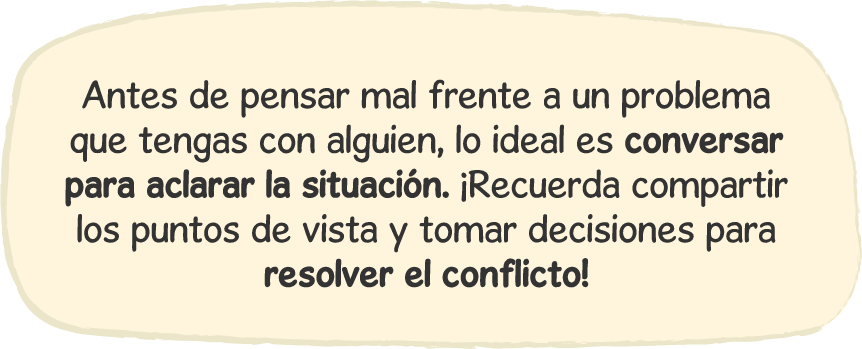 Antes de pensar mal frente a un problema
que tengas con alguien, lo ideal es conversar
para aclarar la situación. ¡Recuerda compartir
los puntos de vista y tomar decisiones para
resolver el conflicto!